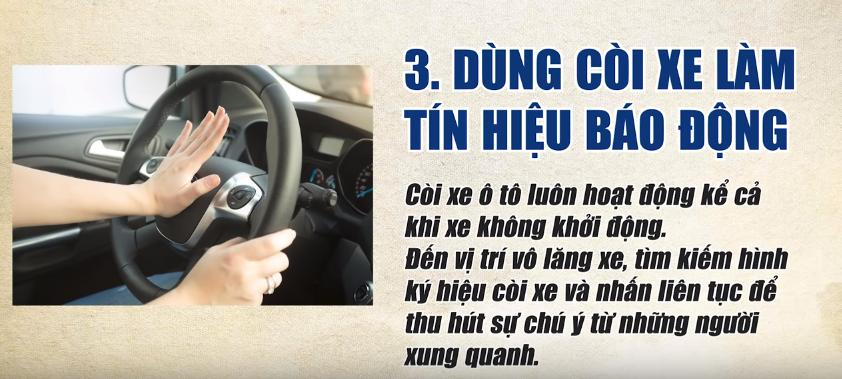 3. DÙNG CÒI XE LÀM
TÍN HIỆU BÁO ĐỘNG
Còi xe ô tô luôn hoạt động kể cả
khi xe không khởi động.
Đến vị trí vô lăng xe, tìm kiếm hình
ký hiệu còi xe và nhấn liên tục để
thu hút sự chú ý từ những người
xung quanh.